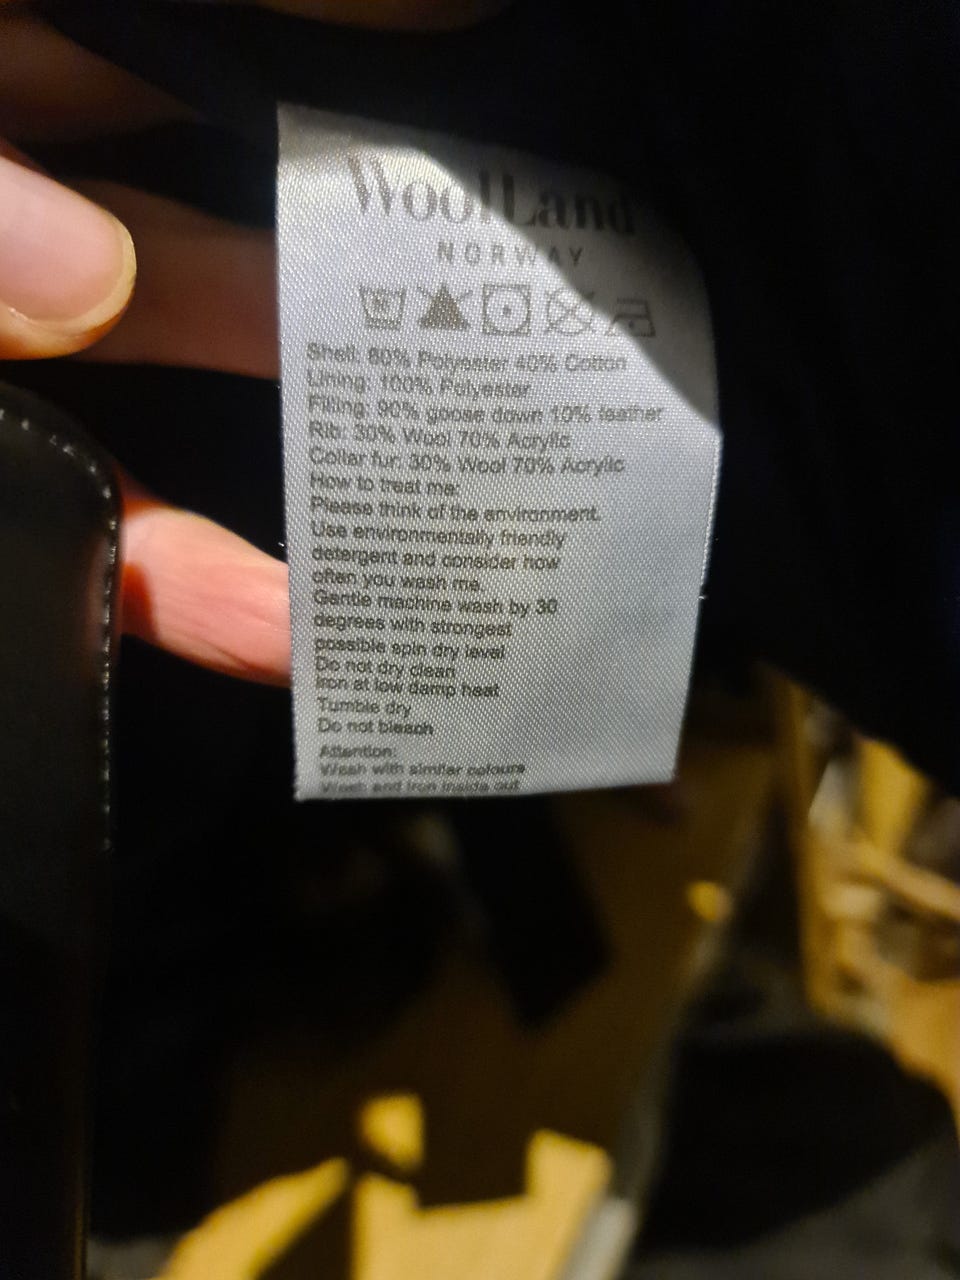 WoolLand
NORWAY
Shell: 60% Polyester 40% Cotton
Lining: 100% Polyester
Filling: 90% goose down 10% feather
Rib: 30% Wool 70% Acrylic
Collar fur: 30% Wool 70% Acrylic
How to treat me:
Please think of the environment.
Use environmentally friendly
detergent and consider how
often you wash me.
Gentle machine wash by 30
degrees with strongest
possible spin dry level
Do not dry clean
Iron at low damp heat
Tumble dry
Do not bleach
Attention:
Wash with similar colours
Wash and iron inside out